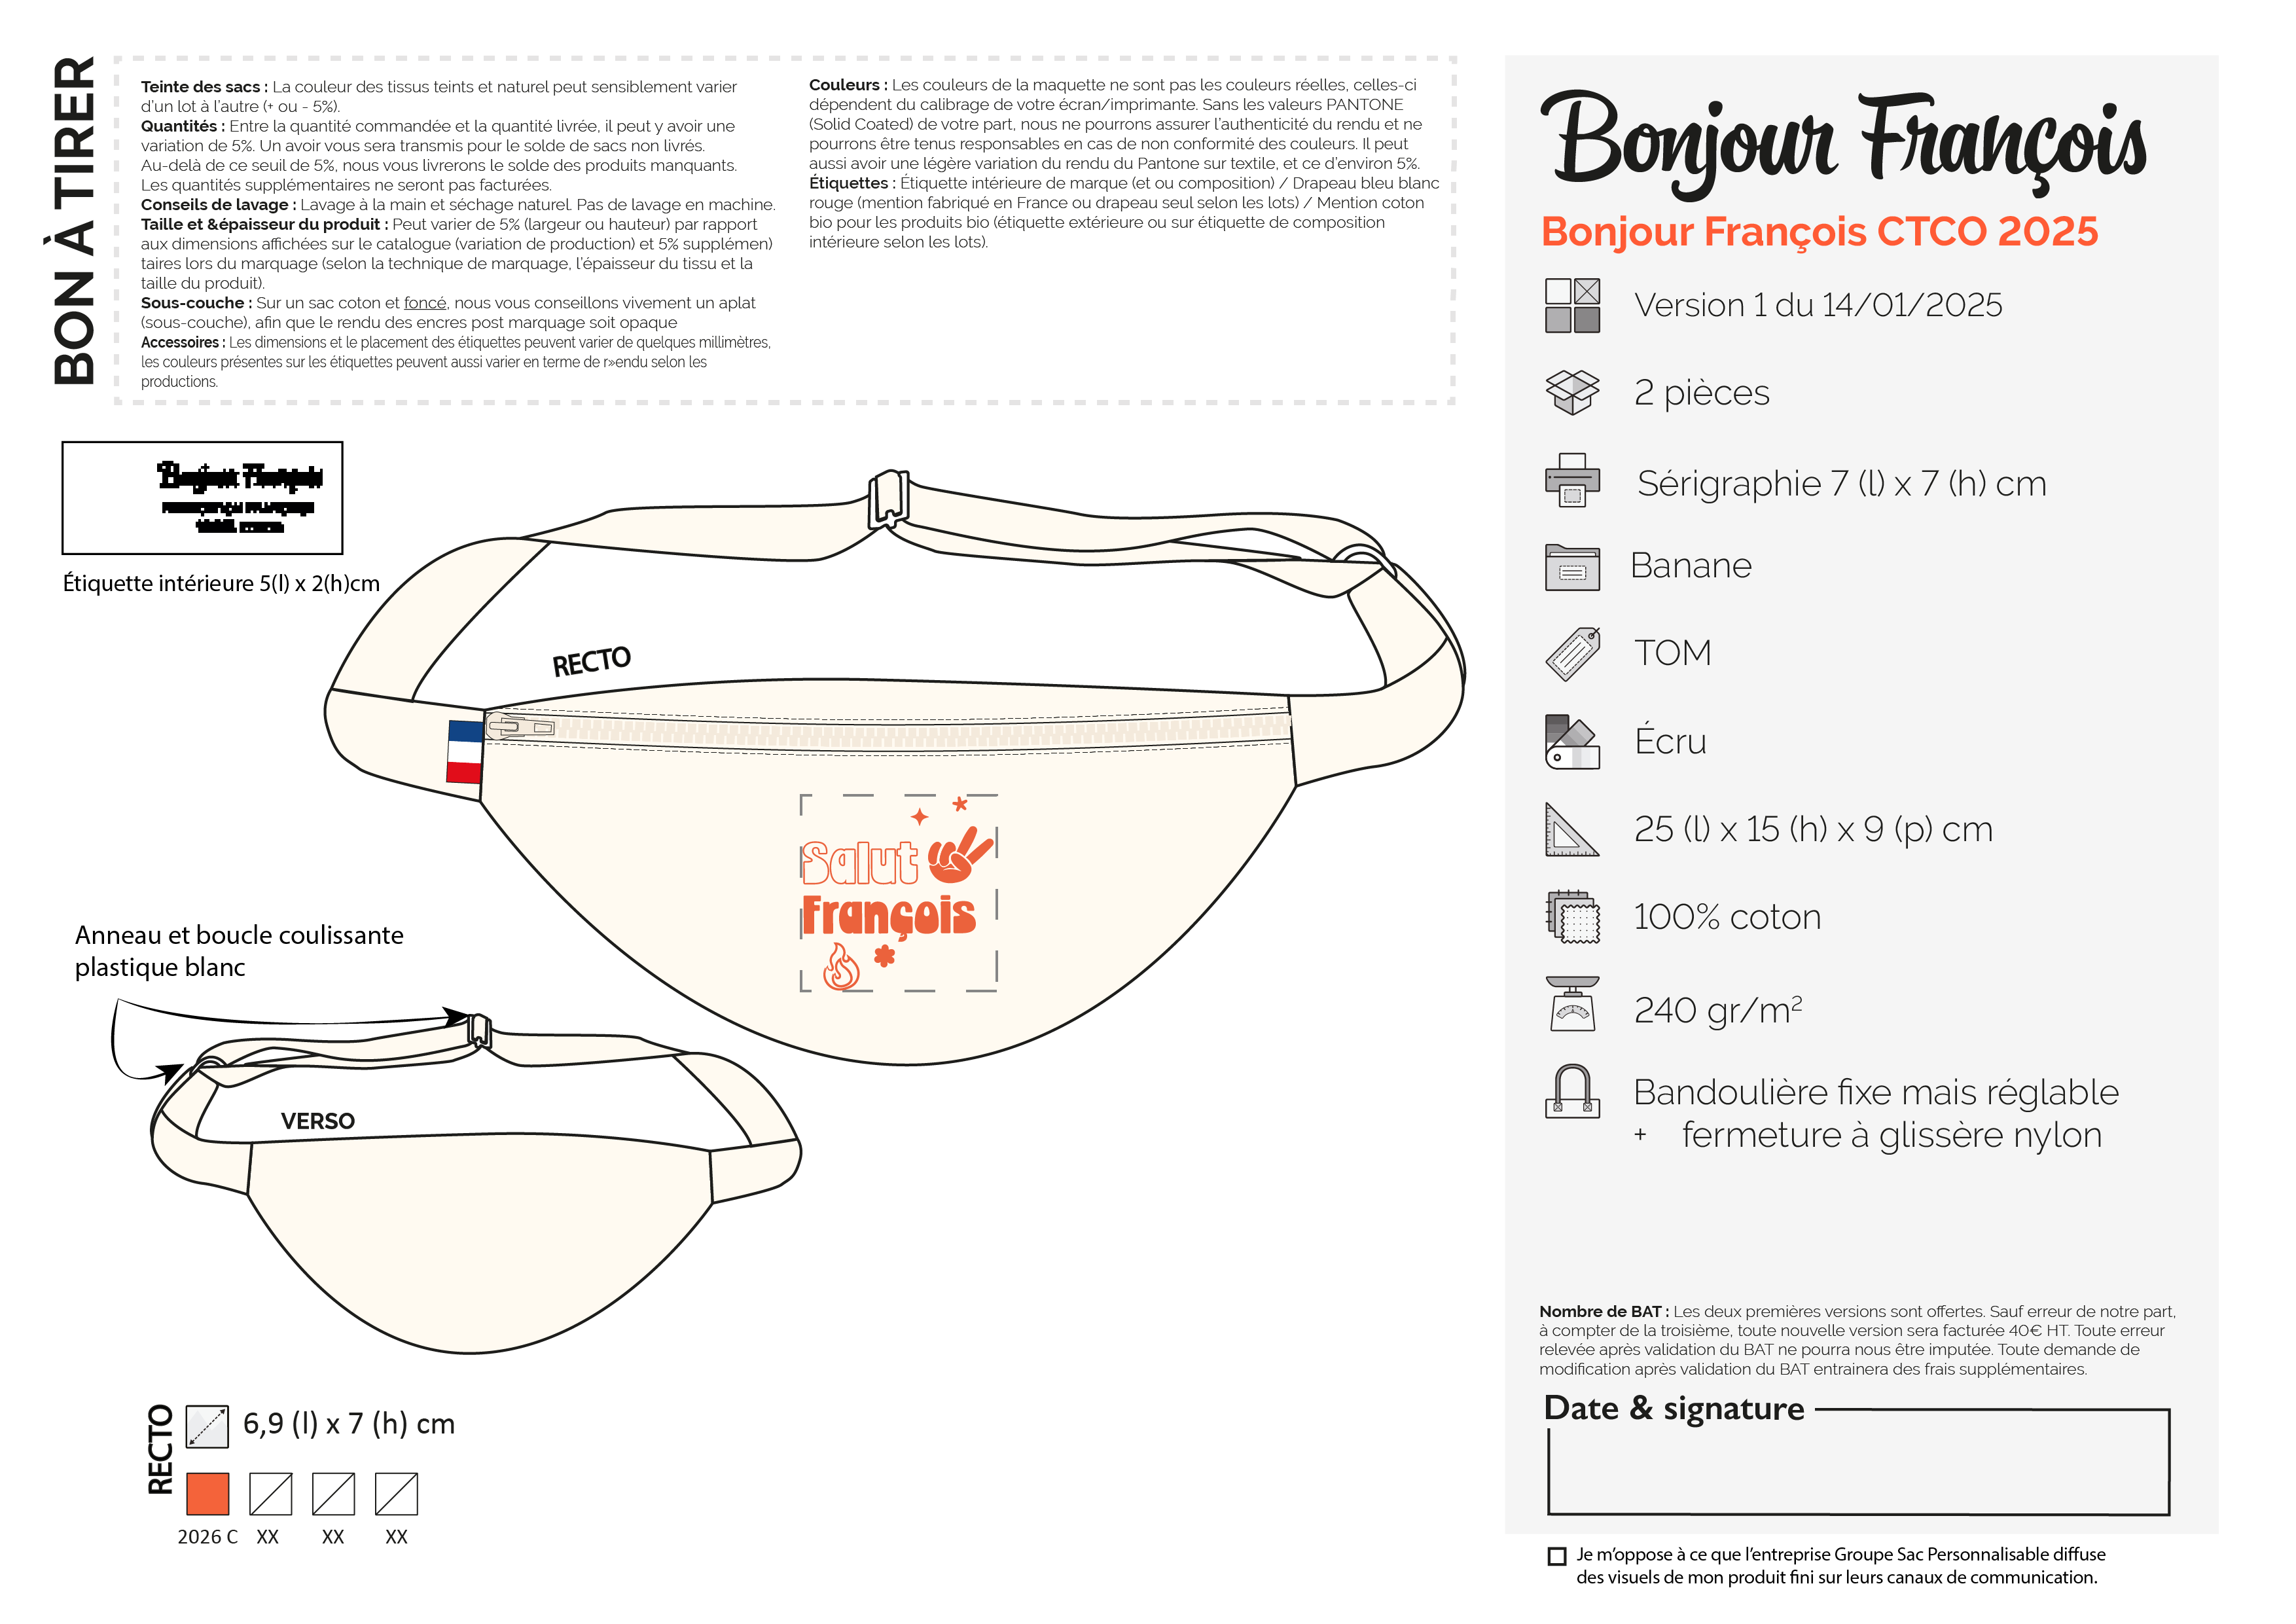 BON À TIRER
Teinte des sacs : La couleur des tissus teints et naturel peut sensiblement varier
d'un lot à l'autre (+ ou - 5%).
Quantités : Entre la quantité commandée et la quantité livrée, il peut y avoir une
variation de 5%. Un avoir vous sera transmis pour le solde de sacs non livrés.
Au-delà de ce seuil de 5%, nous vous livrerons le solde des produits manquants.
Les quantités supplémentaires ne seront pas facturées.
Conseils de lavage : Lavage à la main et séchage naturel. Pas de lavage en machine.
Taille et &épaisseur du produit : Peut varier de 5% (largeur ou hauteur) par rapport
aux dimensions affichées sur le catalogue (variation de production) et 5% supplémen)
taires lors du marquage (selon la technique de marquage, l'épaisseur du tissu et la
taille du produit).
Sous-couche : Sur un sac coton et foncé, nous vous conseillons vivement un aplat
(sous-couche), afin que le rendu des encres post marquage soit opaque
Accessoires : Les dimensions et le placement des étiquettes peuvent varier de quelques millimètres,
les couleurs présentes sur les étiquettes peuvent aussi varier en terme de r»endu selon les
productions.
Couleurs : Les couleurs de la maquette ne sont pas les couleurs réelles, celles-ci
dépendent du calibrage de votre écran/imprimante. Sans les valeurs PANTONE
(Solid Coated) de votre part, nous ne pourrons assurer l'authenticité du rendu et ne
pourrons être tenus responsables en cas de non conformité des couleurs. Il peut
aussi avoir une légère variation du rendu du Pantone sur textile, et ce d'environ 5%.
Étiquettes : Étiquette intérieure de marque (et ou composition) / Drapeau bleu blanc
rouge (mention fabriqué en France ou drapeau seul selon les lots) / Mention coton
bio pour les produits bio (étiquette extérieure ou sur étiquette de composition
intérieure selon les lots).
Bonjour François
Étiquette intérieure 5(l) x 2(h)cm
RECTO
Salut
François
Anneau et boucle coulissante
plastique blanc
VERSO
RECTO
6,9 (l) x 7 (h) cm
2026 C XX XX XX
Bonjour François
Bonjour François CTCO 2025
Version 1 du 14/01/2025
2 pièces
Sérigraphie 7 (l) x 7 (h) cm
Banane
TOM
Écru
25 (l) x 15 (h) x 9 (p) cm
100% coton
240 gr/m²
Bandoulière fixe mais réglable
+ fermeture à glissère nylon
Nombre de BAT : Les deux premières versions sont offertes. Sauf erreur de notre part,
à compter de la troisième, toute nouvelle version sera facturée 40€ HT. Toute erreur
relevée après validation du BAT ne pourra nous être imputée. Toute demande de
modification après validation du BAT entrainera des frais supplémentaires.
Date & signature
Je m'oppose à ce que l'entreprise Groupe Sac Personnalisable diffuse
des visuels de mon produit fini sur leurs canaux de communication.